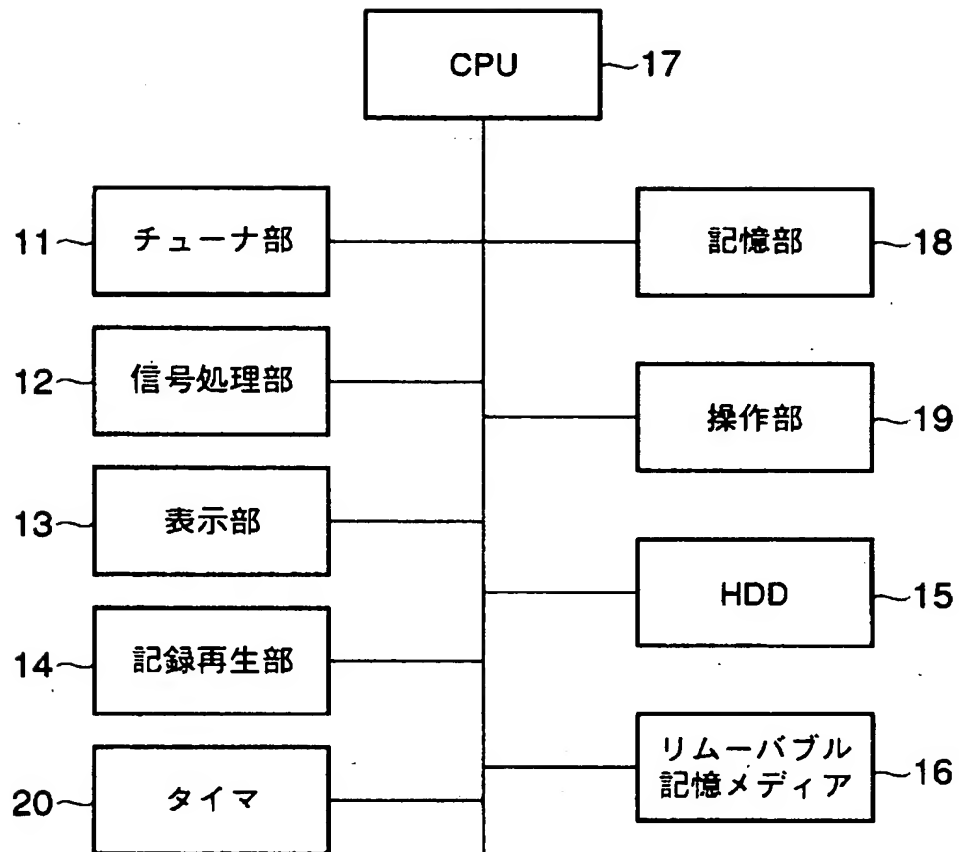 CPU 17
11 チューナ部
記憶部 18
12 信号処理部
操作部 19
13 表示部
HDD 15
14 記録再生部
リムーバブル
記憶メディア 16
20 タイマ